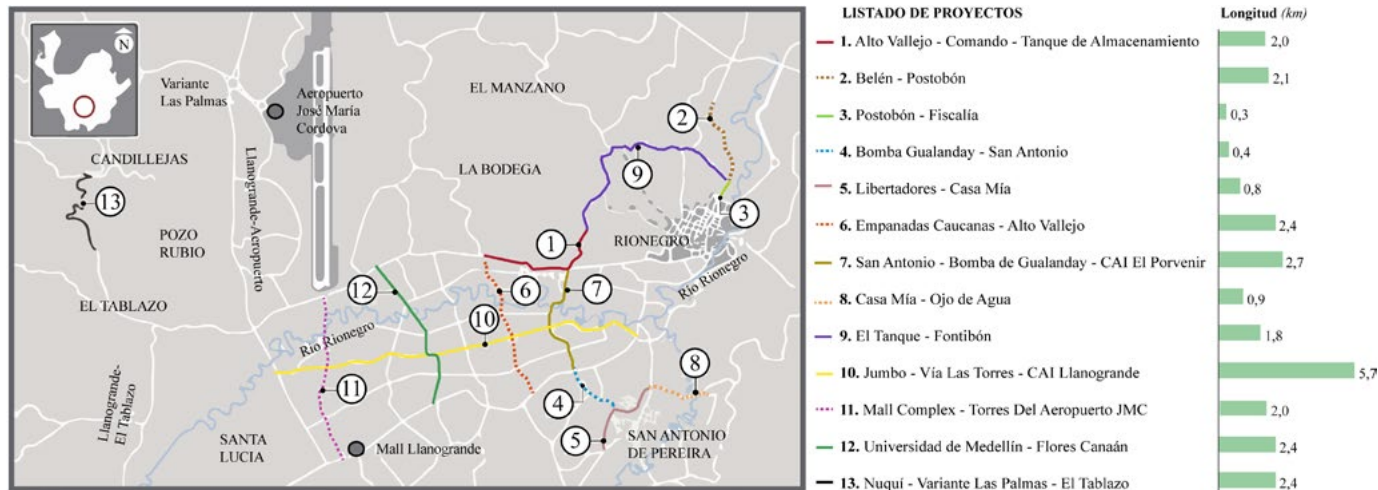 N
Variante
Las Palmas
Aeropuerto
José María
Cordova
EL MANZANO
CANDILLEJAS
LA BODEGA
Llanogrande-Aeropuerto
POZO
RUBIO
EL TABLAZO
RIONEGRO
Río Rionegro
Río Rionegro
Llanogrande-
El Tablazo
SANTA
LUCIA
Mall Llanogrande
SAN ANTONIO
DE PEREIRA
1
2
3
4
5
6
7
8
9
10
11
12
13
LISTADO DE PROYECTOS Longitud (km)
1. Alto Vallejo - Comando - Tanque de Almacenamiento 2,0
2. Belén - Postobón 2,1
3. Postobón - Fiscalía 0,3
4. Bomba Gualanday - San Antonio 0,4
5. Libertadores - Casa Mía 0,8
6. Empanadas Caucanas - Alto Vallejo 2,4
7. San Antonio - Bomba de Gualanday - CAI El Porvenir 2,7
8. Casa Mía - Ojo de Agua 0,9
9. El Tanque - Fontibón 1,8
10. Jumbo - Vía Las Torres - CAI Llanogrande 5,7
11. Mall Complex - Torres Del Aeropuerto JMC 2,0
12. Universidad de Medellín - Flores Canaán 2,4
13. Nuquí - Variante Las Palmas - El Tablazo 2,4